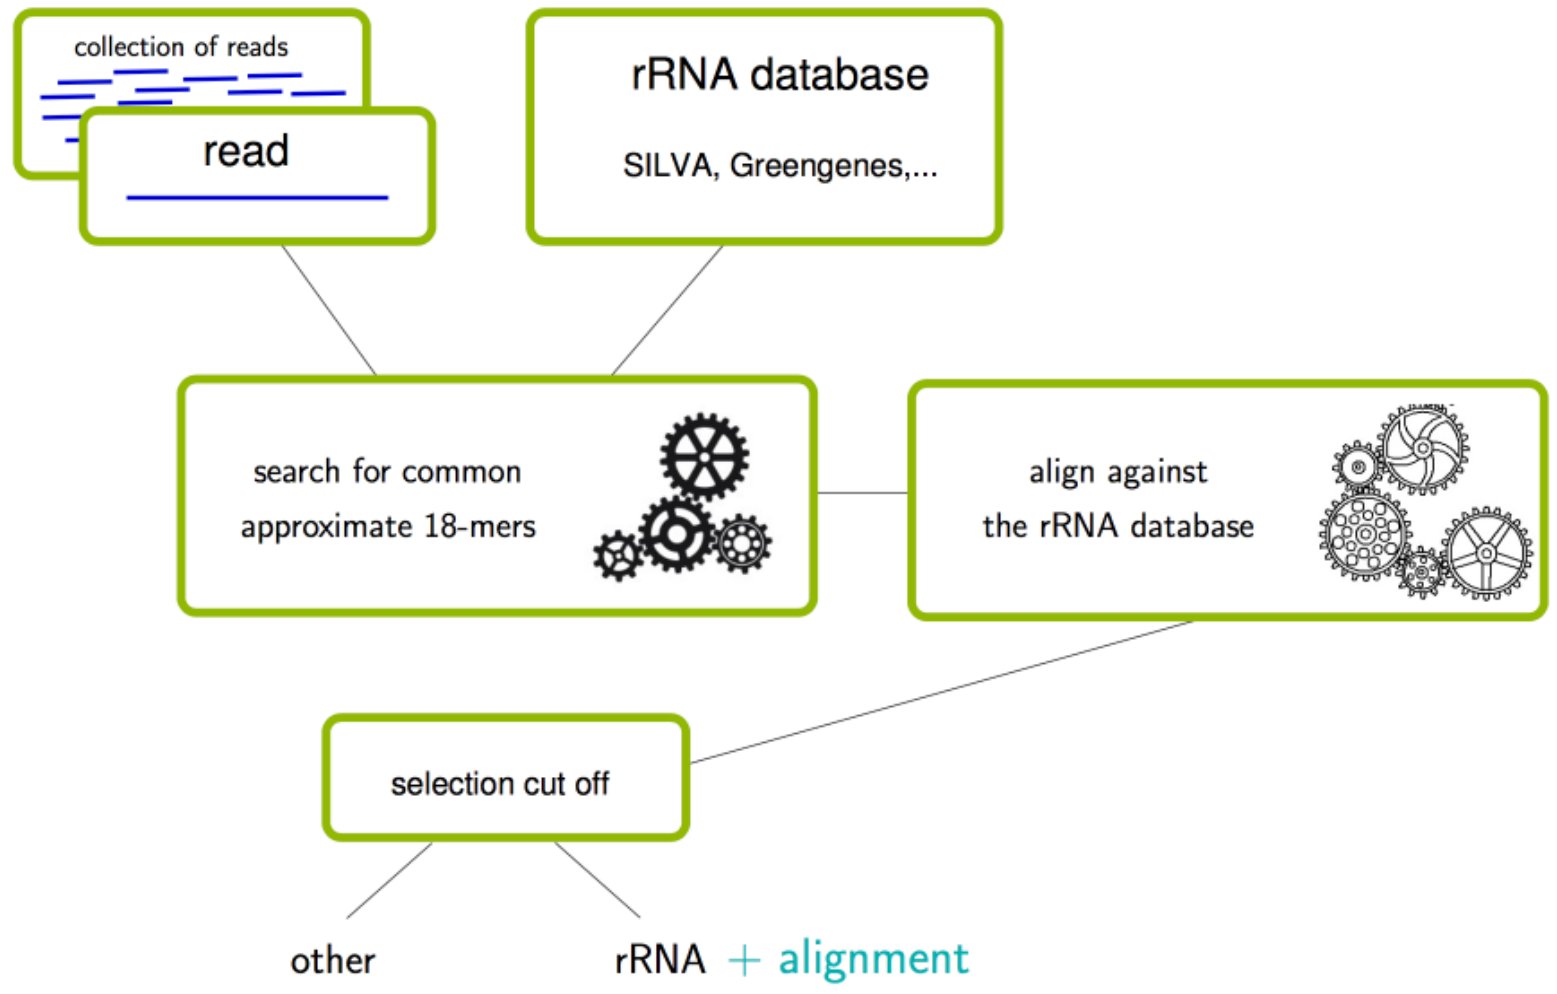 collection of reads
read
rRNA database
SILVA, Greengenes,...
search for common
approximate 18-mers
align against
the rRNA database
selection cut off
other
rRNA + alignment